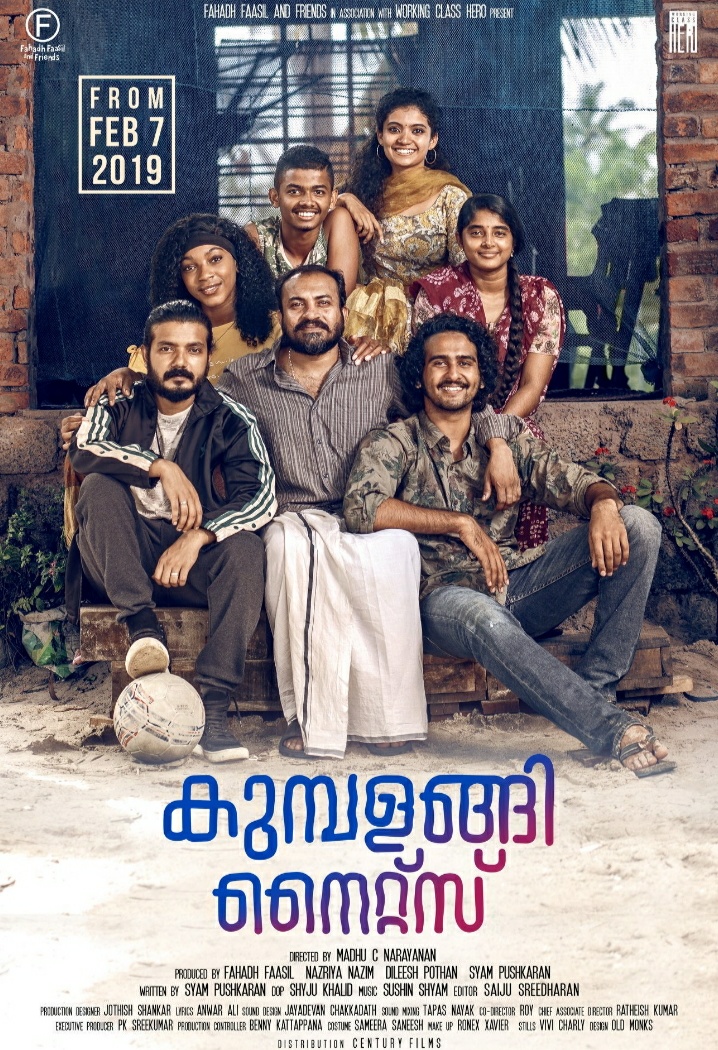 FAHADH FAASIL AND FRIENDS IN ASSOCIATION WITH WORKING CLASS HERO PRESENT
F
Fahadh Faasil
and Friends
WORKING
CLASS
HERO
FROM
FEB 7
2019
കുമ്പളങ്ങി
നൈറ്റ്സ്
DIRECTED BY MADHU C NARAYANAN
PRODUCED BY FAHADH FAASIL NAZRIYA NAZIM DILEESH POTHAN SYAM PUSHKARAN
WRITTEN BY SYAM PUSHKARAN DOP SHYJU KHALID MUSIC SUSHIN SHYAM EDITOR SAIJU SREEDHARAN
PRODUCTION DESIGNER JOTHISH SHANKAR LYRICS ANWAR ALI SOUND DESIGN JAYADEVAN CHAKKADATH SOUND MIXING TAPAS NAYAK CO-DIRECTOR ROY CHIEF ASSOCIATE DIRECTOR RATHEISH KUMAR
EXECUTIVE PRODUCER PK SREEKUMAR PRODUCTION CONTROLLER BENNY KATTAPPANA COSTUME SAMEERA SANEESH MAKE UP RONEX XAVIER STILLS VIVI CHARLY DESIGN OLD MONKS
DISTRIBUTION CENTURY FILMS